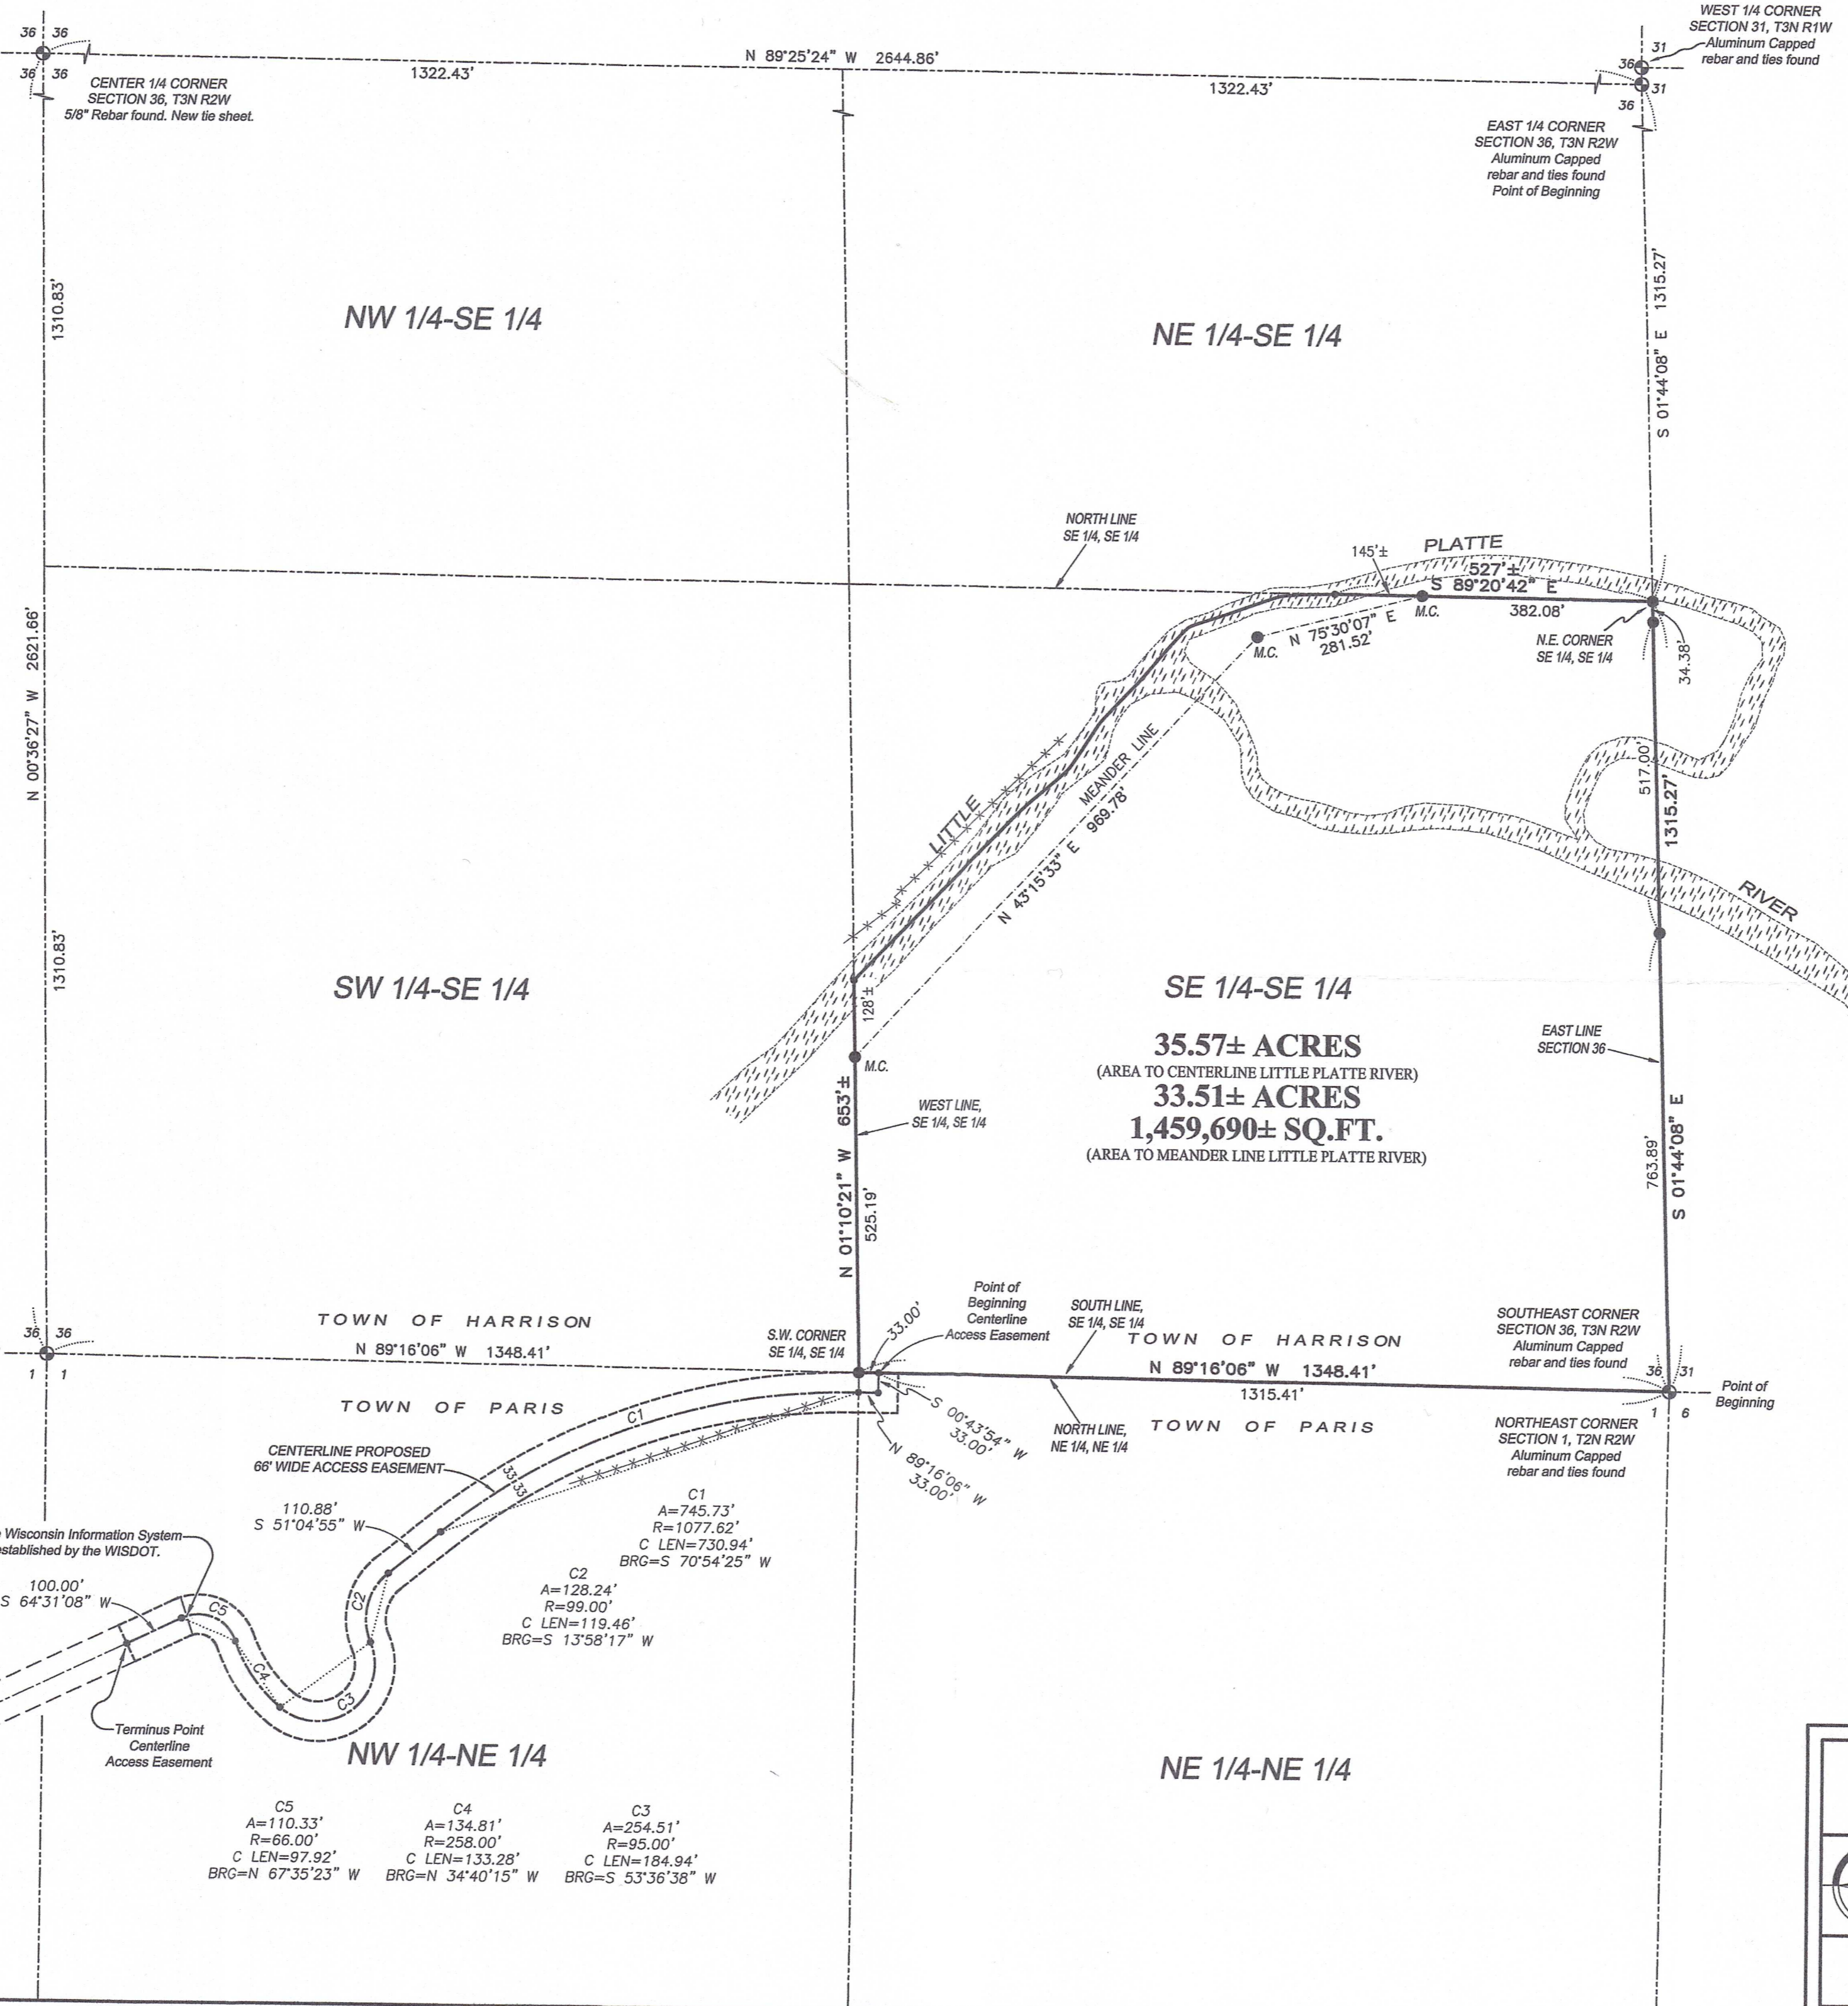 36 36
36 36
CENTER 1/4 CORNER
SECTION 36, T3N R2W
5/8" Rebar found. New tie sheet.
N 89°25'24" W 2644.86'
1322.43'
1322.43'
WEST 1/4 CORNER
SECTION 31, T3N R1W
Aluminum Capped
rebar and ties found
31
36
31
36
EAST 1/4 CORNER
SECTION 36, T3N R2W
Aluminum Capped
rebar and ties found
Point of Beginning
1310.83'
NW 1/4-SE 1/4
NE 1/4-SE 1/4
S 01°44'08" E 1315.27'
N 00°36'27" W 2621.66'
NORTH LINE
SE 1/4, SE 1/4
PLATTE
145'±
527'±
S 89°20'42" E
382.08'
M.C.
N 75°30'07" E
281.52'
M.C.
N.E. CORNER
SE 1/4, SE 1/4
34.38'
517.00'
1315.27'
LITTLE
MEANDER LINE
N 43°15'33" E 969.78'
RIVER
1310.83'
SW 1/4-SE 1/4
128'±
M.C.
SE 1/4-SE 1/4
35.57± ACRES
(AREA TO CENTERLINE LITTLE PLATTE RIVER)
33.51± ACRES
1,459,690± SQ.FT.
(AREA TO MEANDER LINE LITTLE PLATTE RIVER)
EAST LINE
SECTION 36
WEST LINE,
SE 1/4, SE 1/4
N 01°10'21" W 653'±
525.19'
763.89'
S 01°44'08" E
TOWN OF HARRISON
N 89°16'06" W 1348.41'
36 36
1 1
S.W. CORNER
SE 1/4, SE 1/4
33.00'
Point of
Beginning
Centerline
Access Easement
SOUTH LINE,
SE 1/4, SE 1/4
TOWN OF HARRISON
N 89°16'06" W 1348.41'
1315.41'
SOUTHEAST CORNER
SECTION 36, T3N R2W
Aluminum Capped
rebar and ties found
36 31
1 6
Point of
Beginning
TOWN OF PARIS
NORTH LINE,
NE 1/4, NE 1/4
TOWN OF PARIS
NORTHEAST CORNER
SECTION 1, T2N R2W
Aluminum Capped
rebar and ties found
S 00°43'54" W
33.00'
N 89°16'06" W
33.00'
C1
CENTERLINE PROPOSED
66' WIDE ACCESS EASEMENT
33
33
110.88'
S 51°04'55" W
C1
A=745.73'
R=1077.62'
C LEN=730.94'
BRG=S 70°54'25" W
C2
A=128.24'
R=99.00'
C LEN=119.46'
BRG=S 13°58'17" W
Wisconsin Information System
established by the WISDOT.
100.00'
S 64°31'08" W
C5
C2
C4
C3
Terminus Point
Centerline
Access Easement
NW 1/4-NE 1/4
NE 1/4-NE 1/4
C5
A=110.33'
R=66.00'
C LEN=97.92'
BRG=N 67°35'23" W
C4
A=134.81'
R=258.00'
C LEN=133.28'
BRG=N 34°40'15" W
C3
A=254.51'
R=95.00'
C LEN=184.94'
BRG=S 53°36'38" W